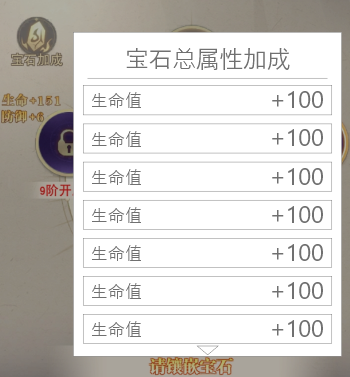 宝石加成
宝石总属性加成
生命+151
防御+6
生命值 +100
生命值 +100
生命值 +100
生命值 +100
9阶开
生命值 +100
生命值 +100
生命值 +100
请镶嵌宝石